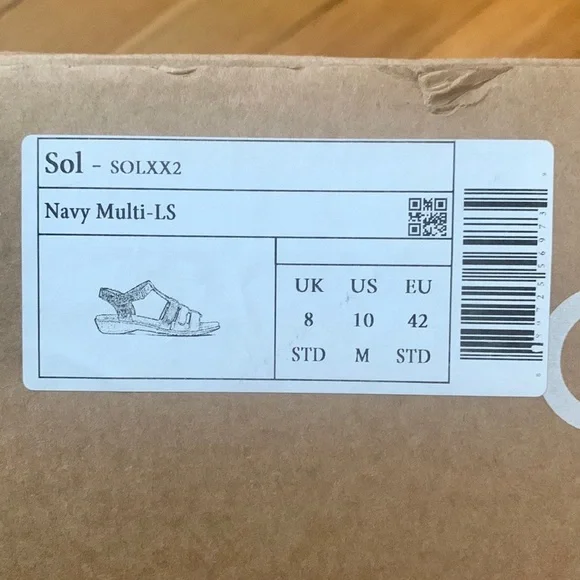 Sol - SOLXX2
Navy Multi-LS
UK US EU
8 10 42
STD M STD